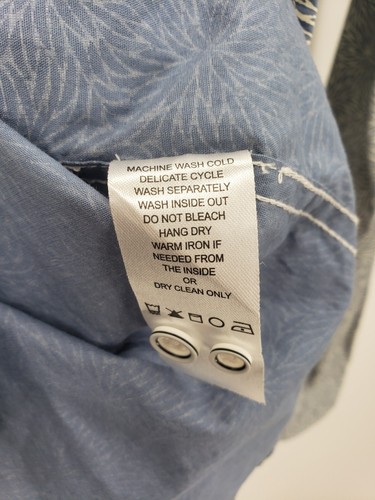 MACHINE WASH COLD
DELICATE CYCLE
WASH SEPARATELY
WASH INSIDE OUT
DO NOT BLEACH
HANG DRY
WARM IRON IF
NEEDED FROM
THE INSIDE
OR
DRY CLEAN ONLY